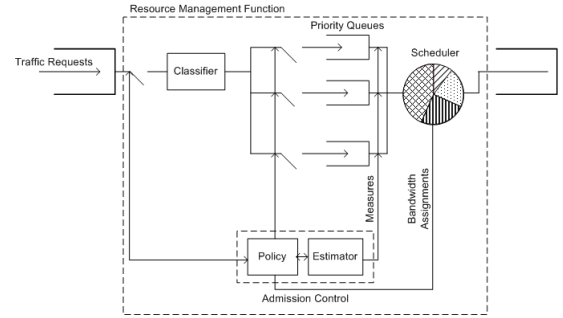 Resource Management Function
Priority Queues
Traffic Requests
Classifier
Scheduler
Measures
Bandwidth
Assignments
Policy
Estimator
Admission Control